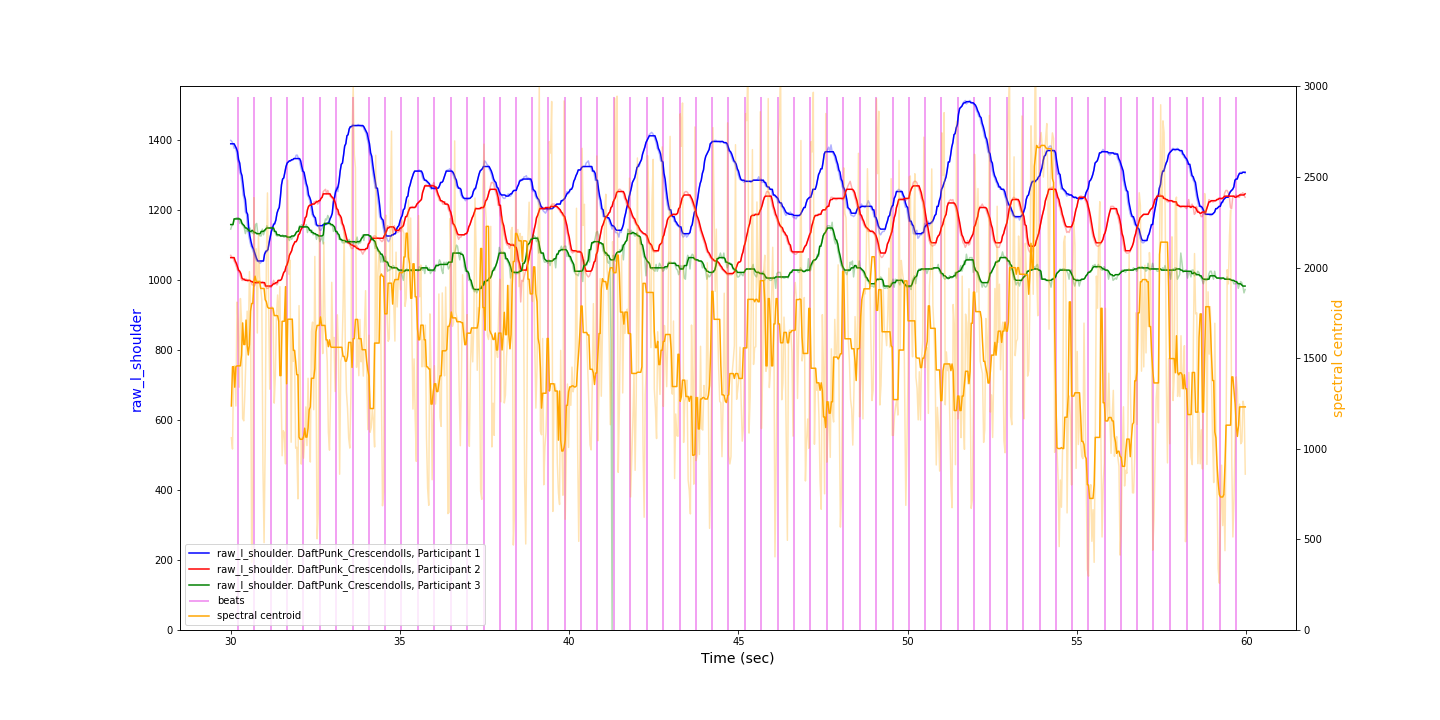 3000
1400
2500
1200
2000
1000
raw_l_shoulder
spectral centroid
800
1500
600
1000
400
500
200
raw_l_shoulder. DaftPunk_Crescendolls, Participant 1
raw_l_shoulder. DaftPunk_Crescendolls, Participant 2
raw_l_shoulder. DaftPunk_Crescendolls, Participant 3
beats
spectral centroid
0
0
30 35 40 45 50 55 60
Time (sec)